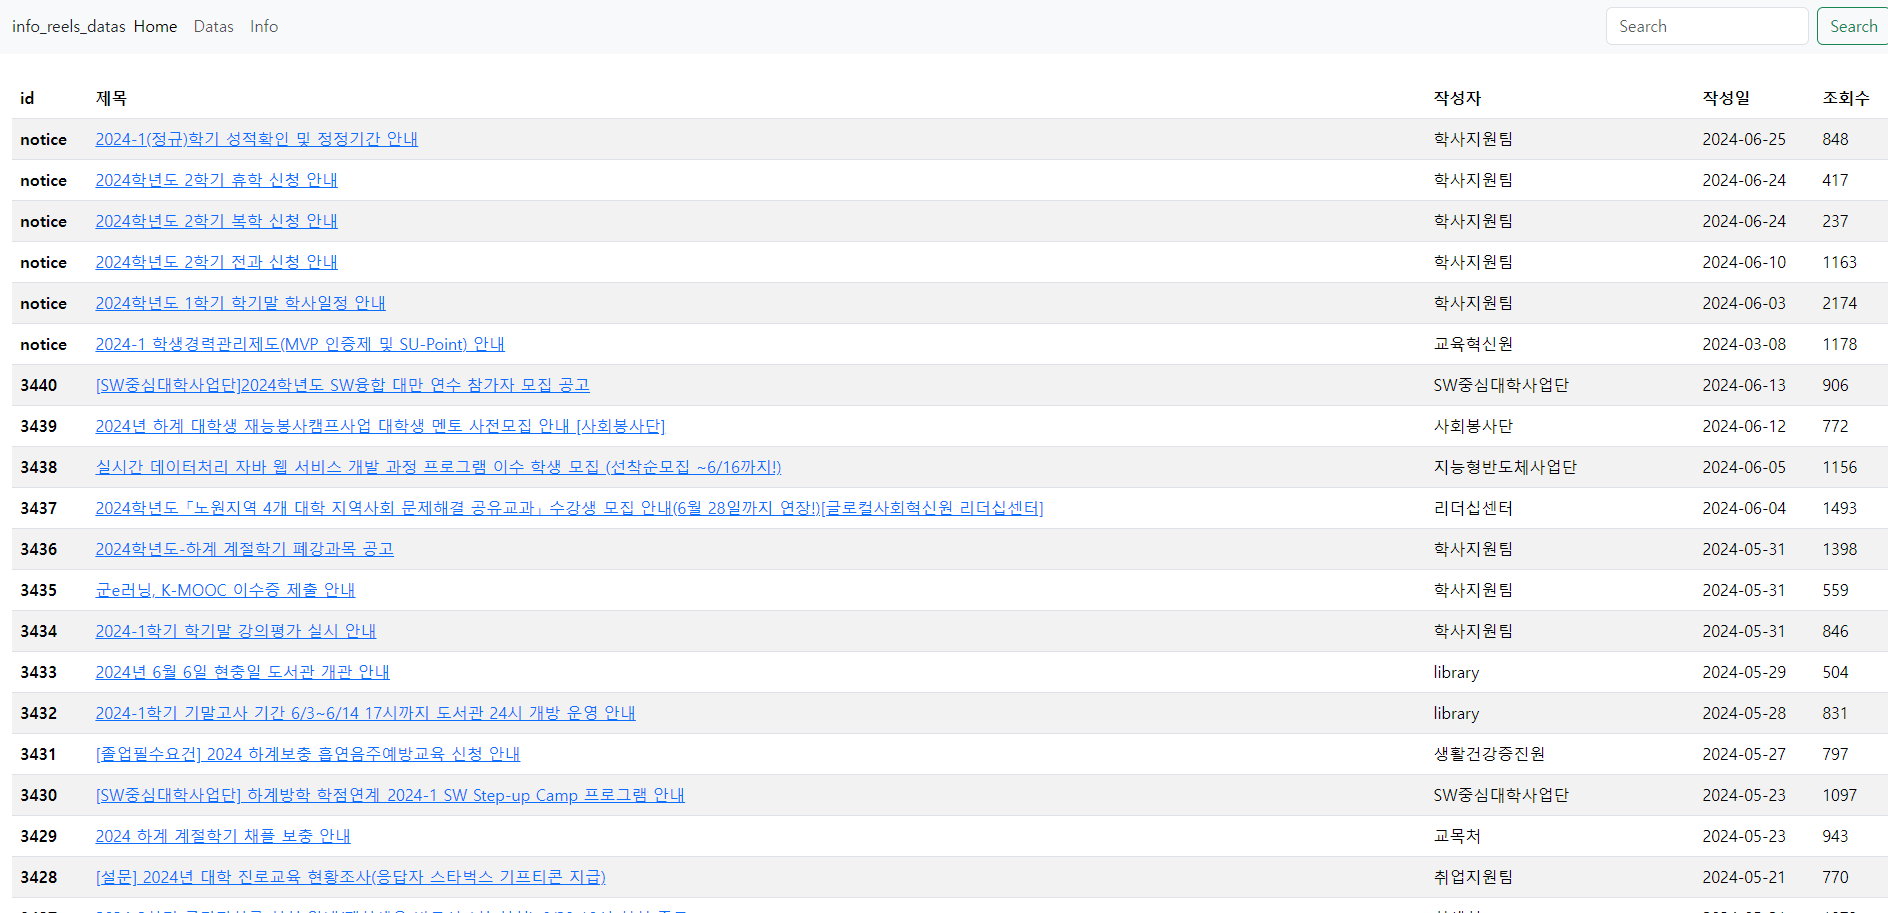 info_reels_datas Home Datas Info Search Search
id 제목 작성자 작성일 조회수
notice 2024-1(정규)학기 성적확인 및 정정기간 안내 학사지원팀 2024-06-25 848
notice 2024학년도 2학기 휴학 신청 안내 학사지원팀 2024-06-24 417
notice 2024학년도 2학기 복학 신청 안내 학사지원팀 2024-06-24 237
notice 2024학년도 2학기 전과 신청 안내 학사지원팀 2024-06-10 1163
notice 2024학년도 1학기 학기말 학사일정 안내 학사지원팀 2024-06-03 2174
notice 2024-1 학생경력관리제도(MVP 인증제 및 SU-Point) 안내 교육혁신원 2024-03-08 1178
3440 [SW중심대학사업단]2024학년도 SW융합 대만 연수 참가자 모집 공고 SW중심대학사업단 2024-06-13 906
3439 2024년 하계 대학생 재능봉사캠프사업 대학생 멘토 사전모집 안내 [사회봉사단] 사회봉사단 2024-06-12 772
3438 실시간 데이터처리 자바 웹 서비스 개발 과정 프로그램 이수 학생 모집 (선착순모집 ~6/16까지!) 지능형반도체사업단 2024-06-05 1156
3437 2024학년도 「노원지역 4개 대학 지역사회 문제해결 공유교과」 수강생 모집 안내(6월 28일까지 연장!)[글로컬사회혁신원 리더십센터] 리더십센터 2024-06-04 1493
3436 2024학년도-하계 계절학기 폐강과목 공고 학사지원팀 2024-05-31 1398
3435 군e러닝, K-MOOC 이수증 제출 안내 학사지원팀 2024-05-31 559
3434 2024-1학기 학기말 강의평가 실시 안내 학사지원팀 2024-05-31 846
3433 2024년 6월 6일 현충일 도서관 개관 안내 library 2024-05-29 504
3432 2024-1학기 기말고사 기간 6/3~6/14 17시까지 도서관 24시 개방 운영 안내 library 2024-05-28 831
3431 [졸업필수요건] 2024 하계보충 흡연음주예방교육 신청 안내 생활건강증진원 2024-05-27 797
3430 [SW중심대학사업단] 하계방학 학점연계 2024-1 SW Step-up Camp 프로그램 안내 SW중심대학사업단 2024-05-23 1097
3429 2024 하계 계절학기 채플 보충 안내 교목처 2024-05-23 943
3428 [설문] 2024년 대학 진로교육 현황조사(응답자 스타벅스 기프티콘 지급) 취업지원팀 2024-05-21 770